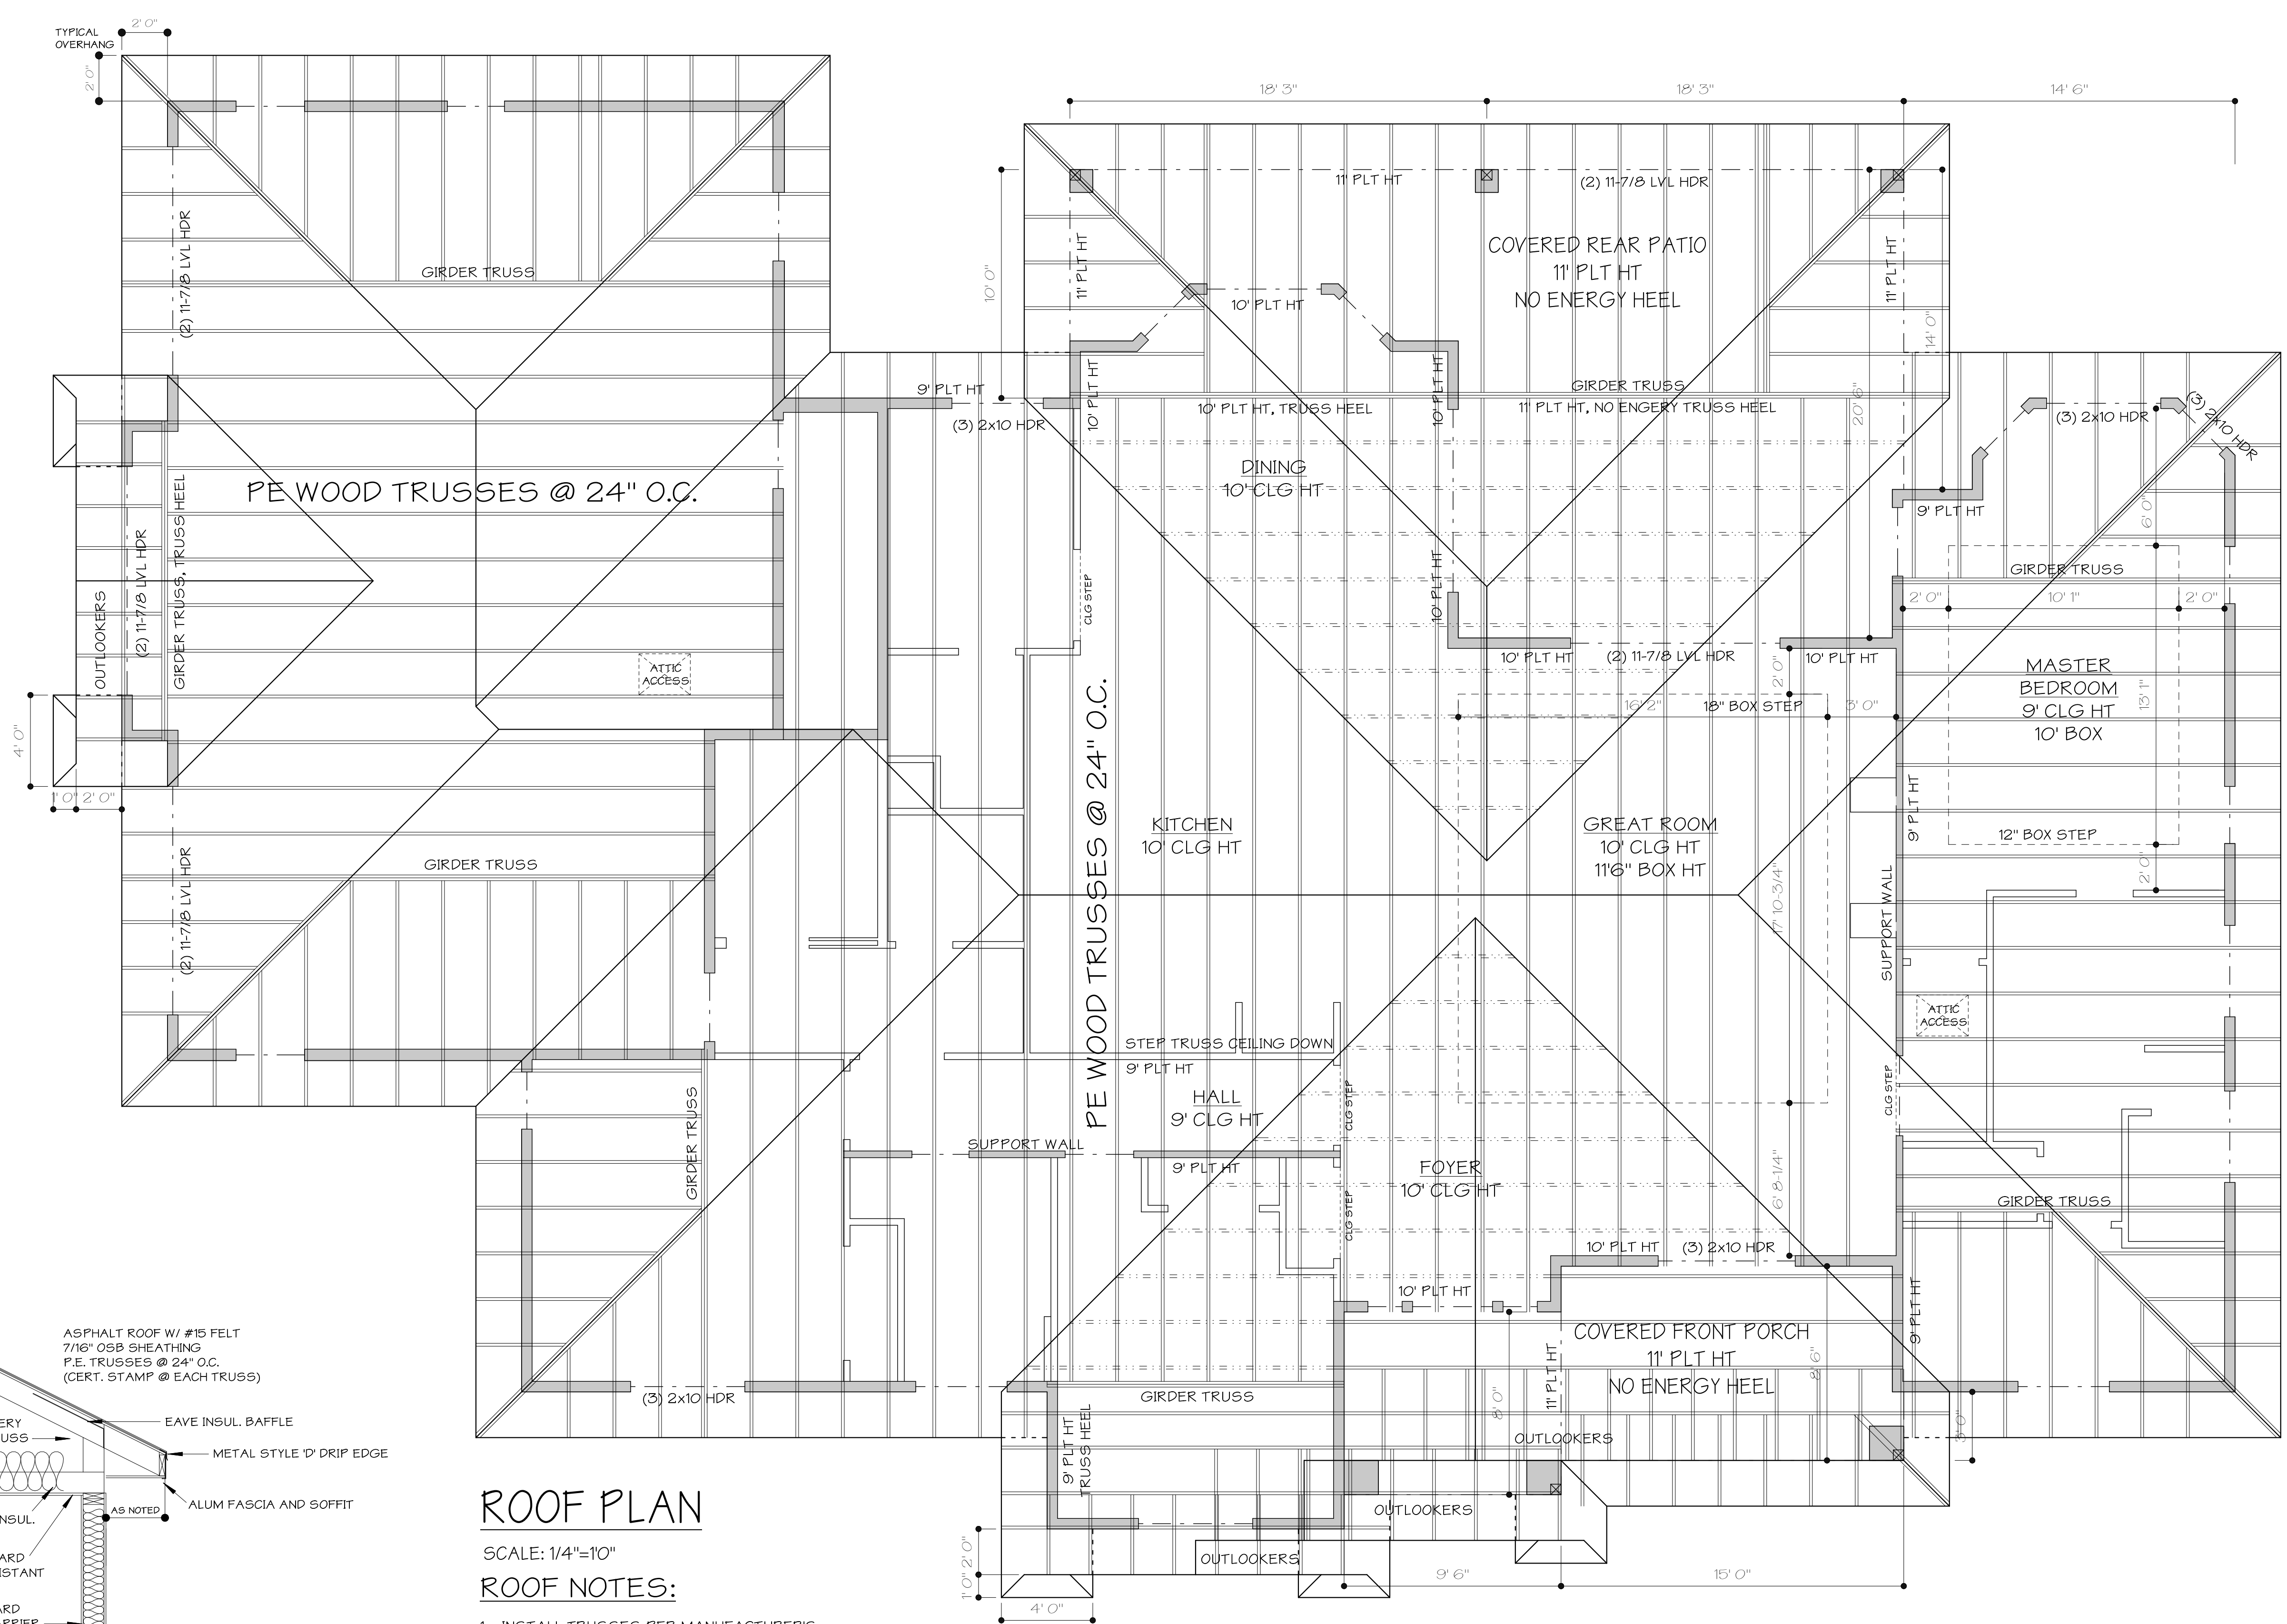 2' 0"
TYPICAL
OVERHANG
2' 0"
18' 3"
18' 3"
14' 6"
11' PLT HT
(2) 11-7/8 LVL HDR
(2) 11-7/8 LVL HDR
GIRDER TRUSS
COVERED REAR PATIO
11' PLT HT
NO ENERGY HEEL
11' PLT HT
11' PLT HT
10' 0"
10' PLT HT
14' 0"
20' 6"
9' PLT HT
(3) 2x10 HDR
10' PLT HT
10' PLT HT
GIRDER TRUSS
10' PLT HT, TRUSS HEEL
11' PLT HT, NO ENGERY TRUSS HEEL
(3) 2x10 HDR
(3) 2x10 HDR
DINING
10' CLG HT
PE WOOD TRUSSES @ 24" O.C.
9' PLT HT
6' 0"
OUTLOOKERS
(2) 11-7/8 LVL HDR
GIRDER TRUSS, TRUSS HEEL
CLG STEP
10' PLT HT
GIRDER TRUSS
2' 0"
10' 1"
2' 0"
ATTIC
ACCESS
10' PLT HT
(2) 11-7/8 LVL HDR
10' PLT HT
2' 0"
MASTER
BEDROOM
9' CLG HT
10' BOX
13' 1"
16' 2"
18" BOX STEP
3' 0"
4' 0"
1' 0"
2' 0"
PE WOOD TRUSSES @ 24" O.C.
KITCHEN
10' CLG HT
GREAT ROOM
10' CLG HT
11'6" BOX HT
9' PLT HT
12" BOX STEP
2' 0"
GIRDER TRUSS
(2) 11-7/8 LVL HDR
17' 10-3/4"
SUPPORT WALL
ATTIC
ACCESS
STEP TRUSS CEILING DOWN
9' PLT HT
HALL
9' CLG HT
CLG STEP
CLG STEP
GIRDER TRUSS
SUPPORT WALL
9' PLT HT
FOYER
10' CLG HT
CLG STEP
6' 8-1/4"
GIRDER TRUSS
10' PLT HT
(3) 2x10 HDR
10' PLT HT
9' PLT HT
COVERED FRONT PORCH
11' PLT HT
NO ENERGY HEEL
11' PLT HT
8' 6"
8' 0"
3' 0"
(3) 2x10 HDR
GIRDER TRUSS
9' PLT HT
TRUSS HEEL
OUTLOOKERS
OUTLOOKERS
OUTLOOKERS
2' 0"
1' 0"
4' 0"
9' 6"
15' 0"
ASPHALT ROOF W/ #15 FELT
7/16" OSB SHEATHING
P.E. TRUSSES @ 24" O.C.
(CERT. STAMP @ EACH TRUSS)
EAVE INSUL. BAFFLE
METAL STYLE 'D' DRIP EDGE
ALUM FASCIA AND SOFFIT
AS NOTED
ROOF PLAN
SCALE: 1/4"=1'0"
ROOF NOTES: